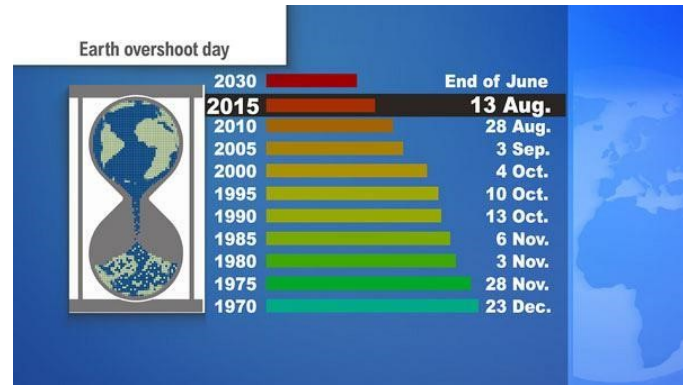 Earth overshoot day
2030 End of June
2015 13 Aug.
2010 28 Aug.
2005 3 Sep.
2000 4 Oct.
1995 10 Oct.
1990 13 Oct.
1985 6 Nov.
1980 3 Nov.
1975 28 Nov.
1970 23 Dec.